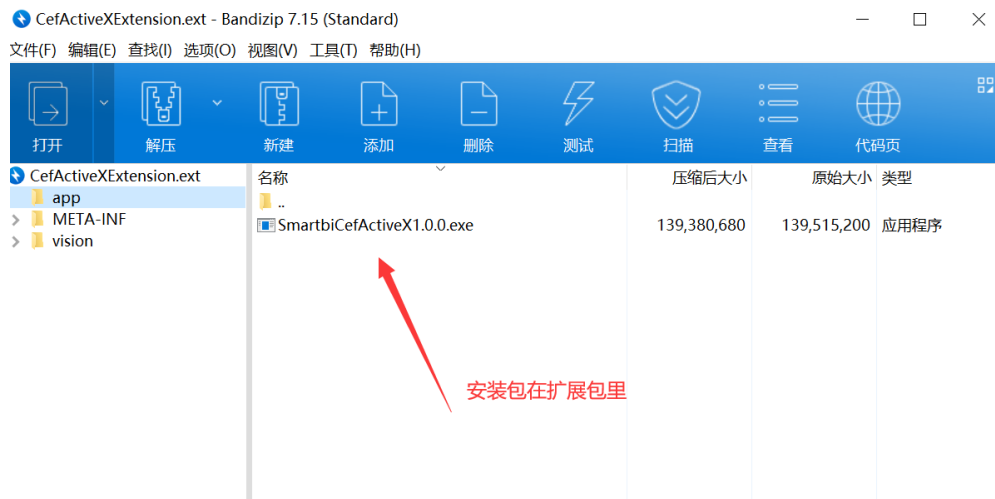 CefActiveXExtension.ext - Bandizip 7.15 (Standard)
文件(F) 编辑(E) 查找(I) 选项(O) 视图(V) 工具(T) 帮助(H)
打开 解压 新建 添加 删除 测试 扫描 查看 代码页
CefActiveXExtension.ext
app
META-INF
vision
名称 压缩后大小 原始大小 类型
..
SmartbiCefActiveX1.0.0.exe 139,380,680 139,515,200 应用程序
安装包在扩展包里